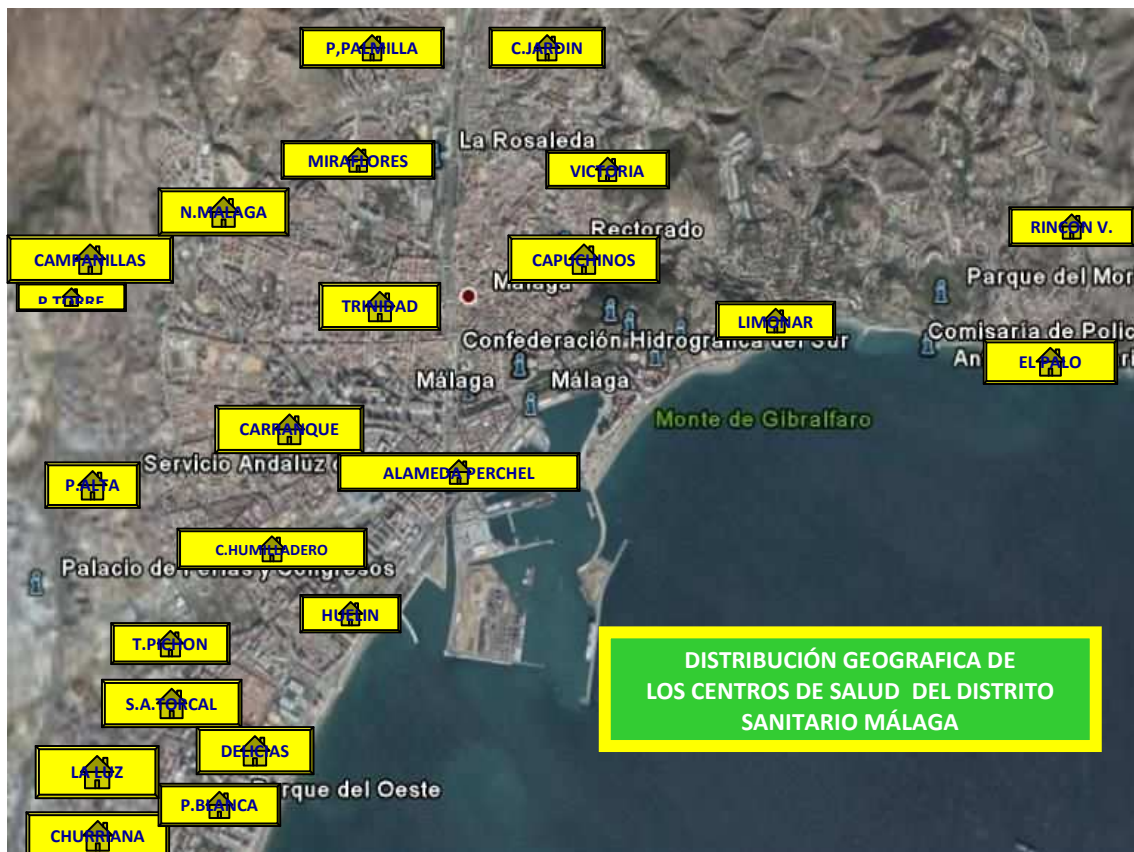 P,PALMILLA
C.JARDIN
La Rosaleda
MIRAFLORES
VICTORIA
N.MALAGA
Rectorado
RINCON V.
CAMPANILLAS
CAPUCHINOS
Parque del Mor
P.TORRE
Málaga
TRINIDAD
LIMONAR
Comisaria de Polic
Confederación Hidrográfica del Sur
EL PALO
Málaga
Málaga
Monte de Gibralfaro
CARRANQUE
Servicio Andaluz
ALAMEDA PERCHEL
P.ALTA
C.HUMILLADERO
Palacio de Ferias y Congresos
HUELIN
T.PICHON
DISTRIBUCIÓN GEOGRAFICA DE
LOS CENTROS DE SALUD DEL DISTRITO
SANITARIO MÁLAGA
S.A.TORCAL
DELICIAS
LA LUZ
Parque del Oeste
P.BLANCA
CHURRIANA